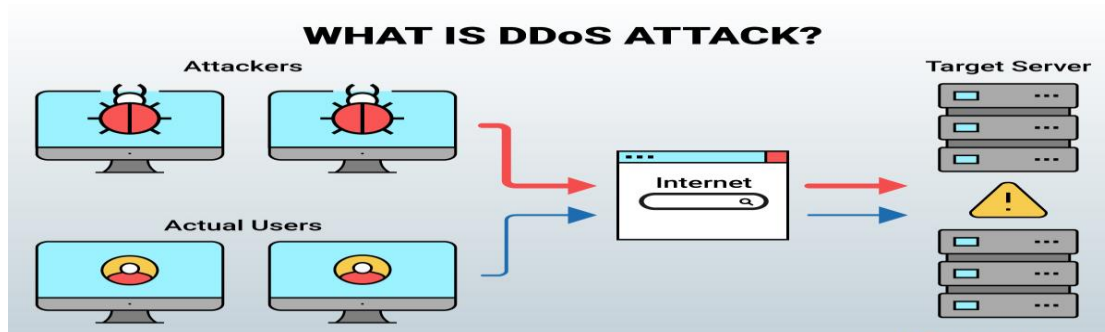 WHAT IS DDoS ATTACK?
Attackers
Target Server
Internet
Actual Users